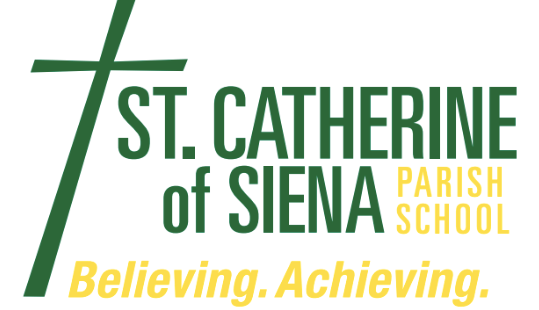 ST. CATHERINE
of SIENA PARISH SCHOOL
Believing. Achieving.